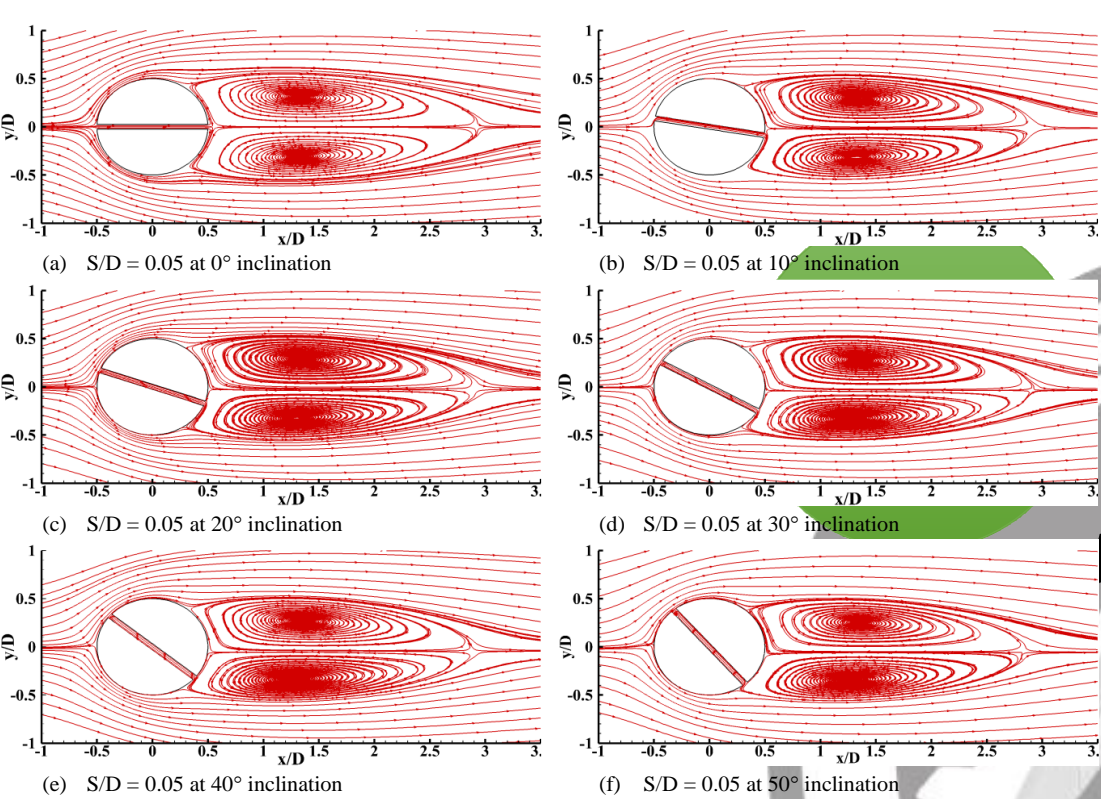 1
1
0.5
0.5
y/D
0
y/D
0
-0.5
-0.5
-1
-1
-1 -0.5 0 0.5 1 1.5 2 2.5 3 3.
-1 -0.5 0 0.5 1 1.5 2 2.5 3 3.
x/D
x/D
(a) S/D = 0.05 at 0° inclination
(b) S/D = 0.05 at 10° inclination
1
1
0.5
0.5
y/D
0
y/D
0
-0.5
-0.5
-1
-1
-1 -0.5 0 0.5 1 1.5 2 2.5 3 3.
-1 -0.5 0 0.5 1 1.5 2 2.5 3 3.
x/D
x/D
(c) S/D = 0.05 at 20° inclination
(d) S/D = 0.05 at 30° inclination
1
1
0.5
0.5
y/D
0
y/D
0
-0.5
-0.5
-1
-1
-1 -0.5 0 0.5 1 1.5 2 2.5 3 3.
-1 -0.5 0 0.5 1 1.5 2 2.5 3 3.
x/D
x/D
(e) S/D = 0.05 at 40° inclination
(f) S/D = 0.05 at 50° inclination